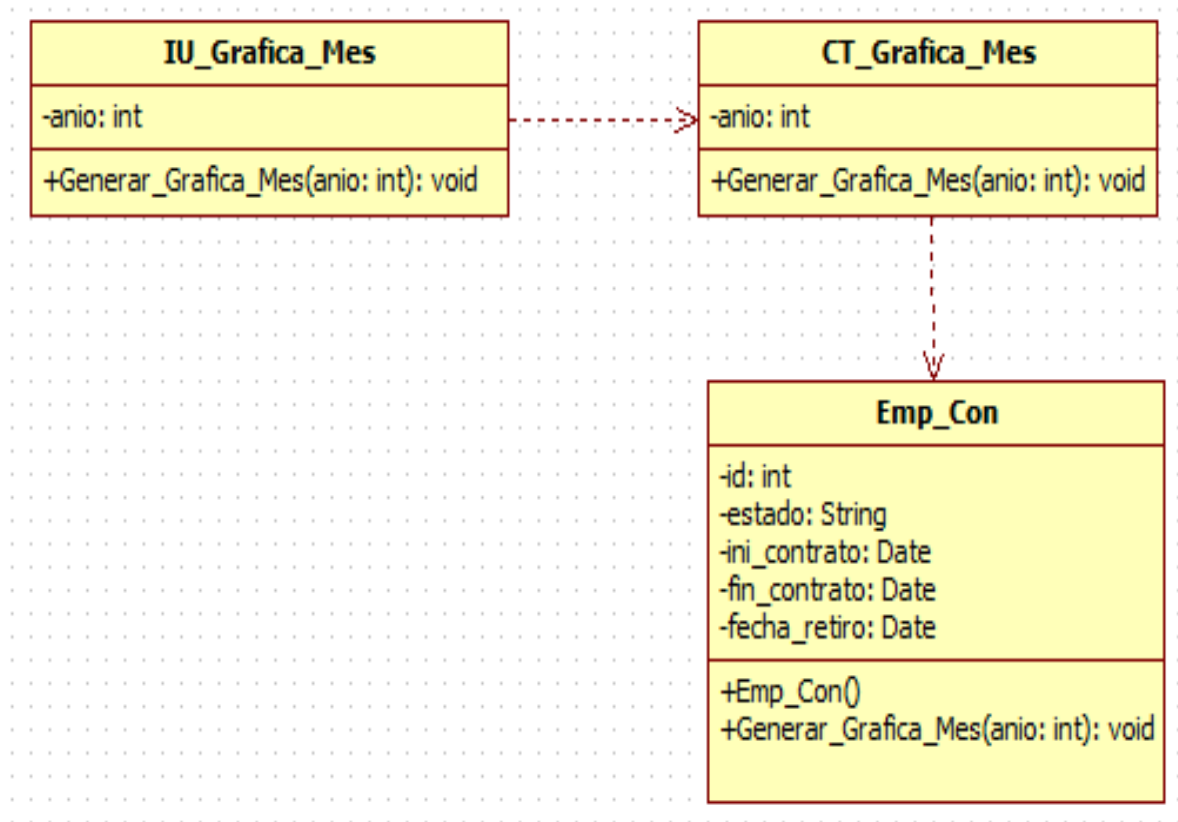 IU_Grafica_Mes
-anio: int
+Generar_Grafica_Mes(anio: int): void
CT_Grafica_Mes
-anio: int
+Generar_Grafica_Mes(anio: int): void
Emp_Con
-id: int
-estado: String
-ini_contrato: Date
-fin_contrato: Date
-fecha_retiro: Date
+Emp_Con()
+Generar_Grafica_Mes(anio: int): void